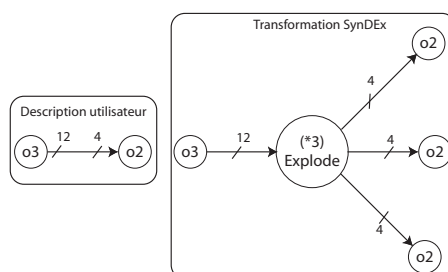 Transformation SynDEx
o2
4
Description utilisateur
12
4
o3
o2
12
o3
(*3)
Explode
4
o2
4
o2